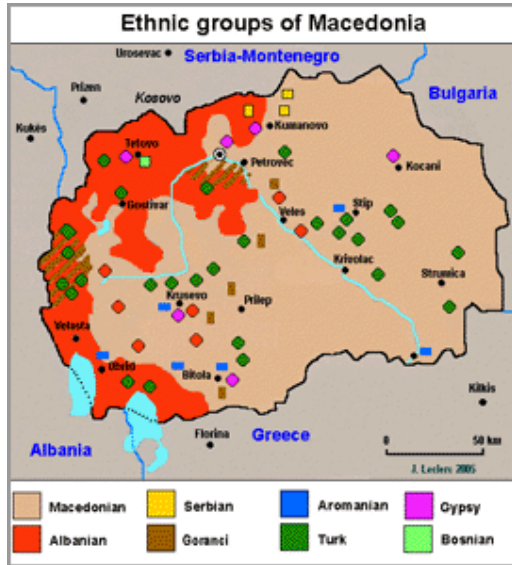 Ethnic groups of Macedonia
Urosevac
Serbia-Montenegro
Prizen
Kosovo
Bulgaria
Kukës
Kumanovo
Tetovo
Petrovec
Kocani
Gostivar
Stip
Veles
Krivolac
Strumica
Krusevo
Prilep
Velesta
Ohrid
Bitola
Kilkis
Albania
Florina
Greece
0 50 km
J. Leclerc 2005
Macedonian
Serbian
Aromanian
Gypsy
Albanian
Goranci
Turk
Bosnian